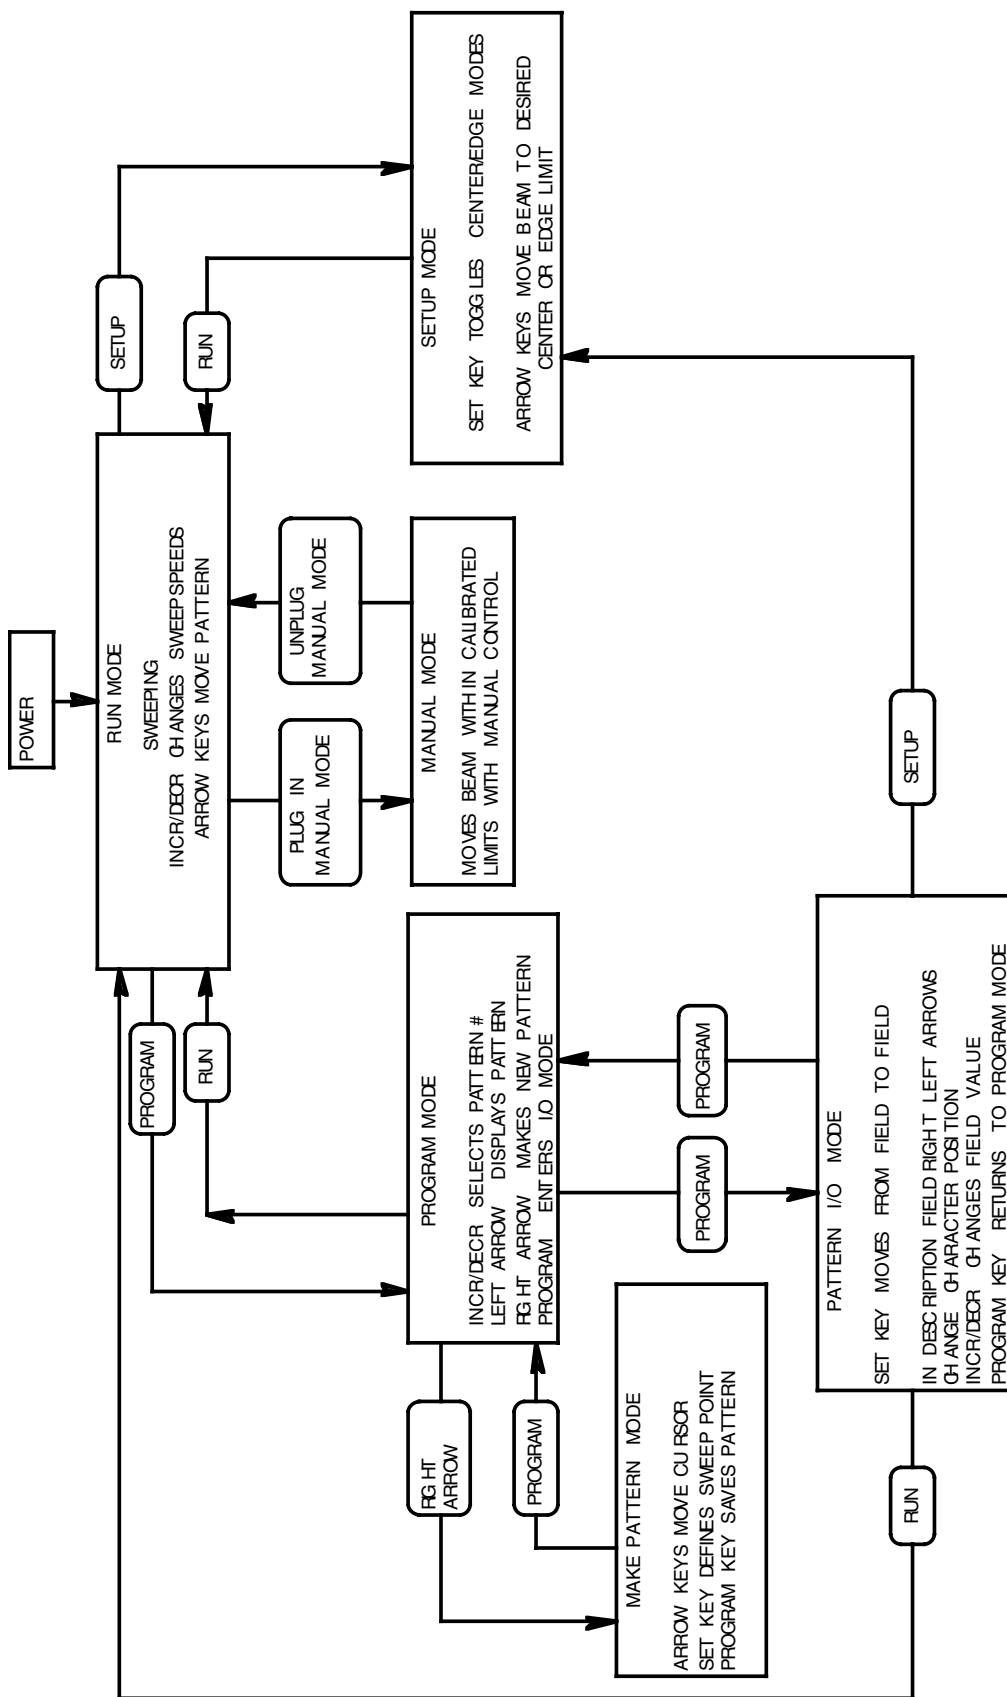 POWER
RUN MODE
SWEEPING
INCR/DECR CHANGES SWEEP SPEEDS
ARROW KEYS MOVE PATTERN
SETUP
RUN
PROGRAM
RUN
PLUG IN
MANUAL MODE
UNPLUG
MANUAL MODE
SETUP MODE
SET KEY TOGGLES CENTER/EDGE MODES
ARROW KEYS MOVE BEAM TO DESIRED
CENTER OR EDGE LIMIT
MANUAL MODE
MOVES BEAM WITHIN CALIBRATED
LIMITS WITH MANUAL CONTROL
PROGRAM MODE
INCR/DECR SELECTS PATTERN #
LEFT ARROW DISPLAYS PATTERN
RIGHT ARROW MAKES NEW PATTERN
PROGRAM ENTERS I/O MODE
RIGHT
ARROW
PROGRAM
MAKE PATTERN MODE
ARROW KEYS MOVE CURSOR
SET KEY DEFINES SWEEP POINT
PROGRAM KEY SAVES PATTERN
PROGRAM
PROGRAM
PATTERN I/O MODE
SET KEY MOVES FROM FIELD TO FIELD
IN DESCRIPTION FIELD RIGHT LEFT ARROWS
CHANGE CHARACTER POSITION
INCR/DECR CHANGES FIELD VALUE
PROGRAM KEY RETURNS TO PROGRAM MODE
RUN
SETUP